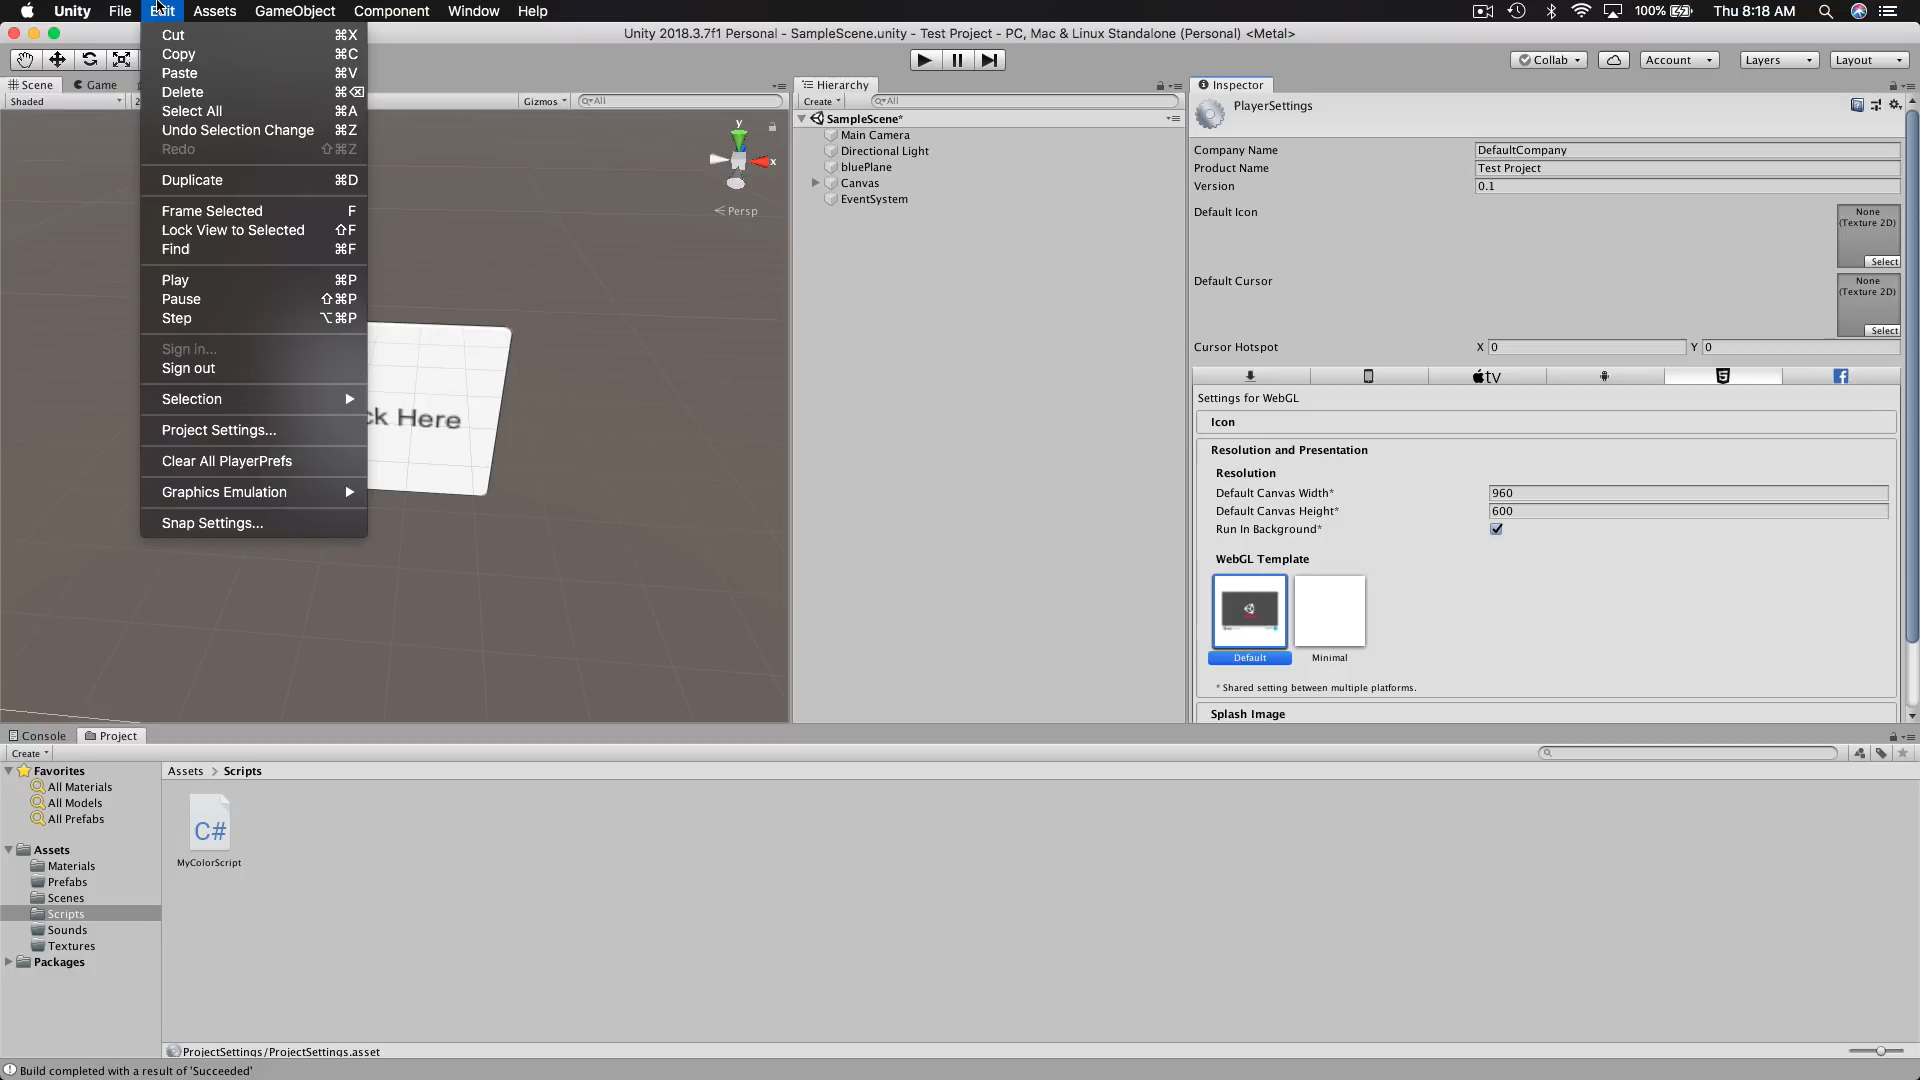 Unity File Edit Assets GameObject Component Window Help 100% Thu 8:18 AM
Unity 2018.3.7f1 Personal - SampleScene.unity - Test Project - PC, Mac & Linux Standalone (Personal) <Metal>
Collab Account Layers Layout
Cut ⌘X
Copy ⌘C
Paste ⌘V
Delete ⌘⌫
Select All ⌘A
Undo Selection Change ⌘Z
Redo ⇧⌘Z
Duplicate ⌘D
Frame Selected F
Lock View to Selected ⇧F
Find ⌘F
Play ⌘P
Pause ⇧⌘P
Step ⌥⌘P
Sign in...
Sign out
Selection
Project Settings...
Clear All PlayerPrefs
Graphics Emulation
Snap Settings...
Scene Game
Shaded 2 Gizmos All
y
x
Persp
ck Here
Hierarchy
Create All
SampleScene*
Main Camera
Directional Light
bluePlane
Canvas
EventSystem
Inspector
PlayerSettings
Company Name DefaultCompany
Product Name Test Project
Version 0.1
Default Icon None
(Texture 2D)
Select
Default Cursor None
(Texture 2D)
Select
Cursor Hotspot X 0 Y 0
tv
Settings for WebGL
Icon
Resolution and Presentation
Resolution
Default Canvas Width* 960
Default Canvas Height* 600
Run In Background*
WebGL Template
Default Minimal
* Shared setting between multiple platforms.
Splash Image
Console Project
Create
Favorites
All Materials
All Models
All Prefabs
Assets
Materials
Prefabs
Scenes
Scripts
Sounds
Textures
Packages
Assets > Scripts
C#
MyColorScript
ProjectSettings/ProjectSettings.asset
Build completed with a result of 'Succeeded'